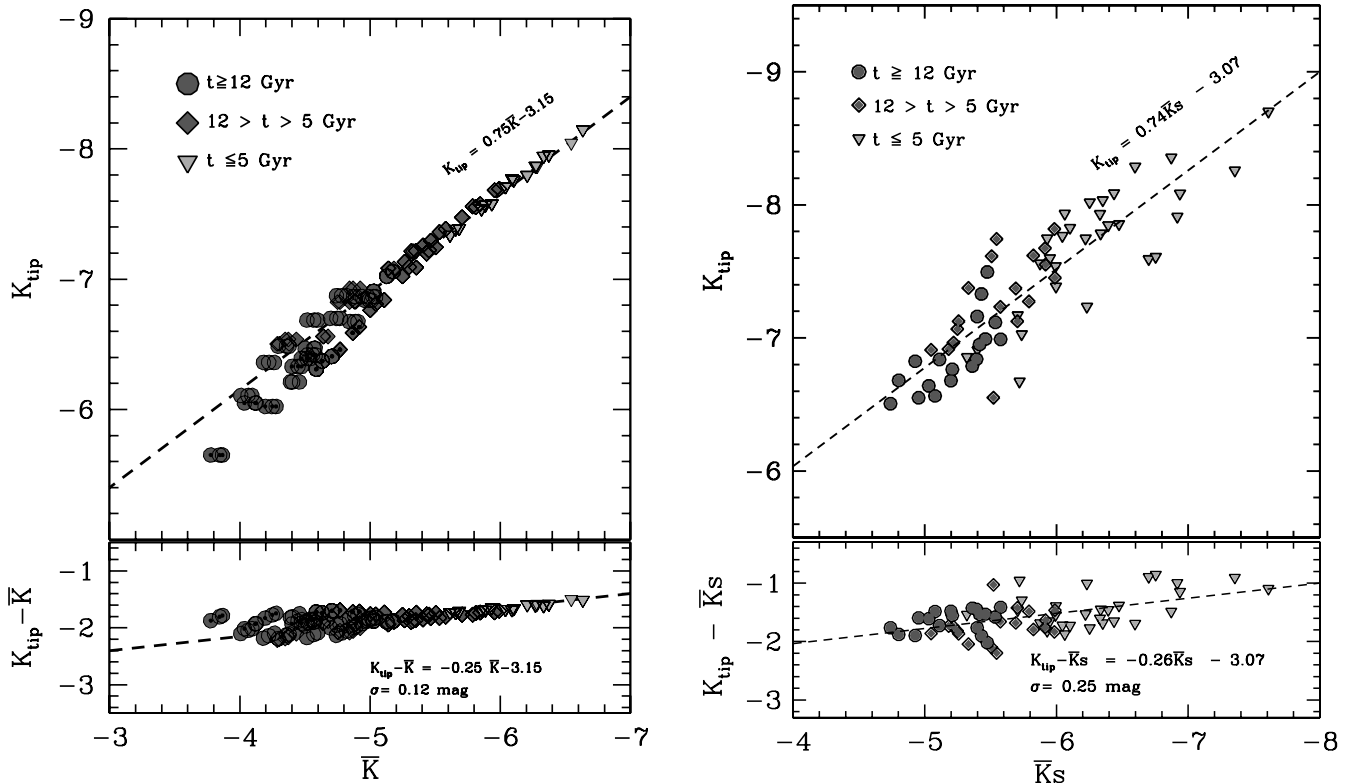 −9
−8
−7
−6
K_tip
t≧12 Gyr
12 > t > 5 Gyr
t ≦5 Gyr
K_tip = 0.75K̅−3.15
−1
−2
−3
K_tip−K̅
K_tip−K̅ = −0.25 K̅−3.15
σ= 0.12 mag
−3 −4 −5 −6 −7
K̅
−9
−8
−7
−6
K_tip
t ≧ 12 Gyr
12 > t > 5 Gyr
t ≦ 5 Gyr
K_tip = 0.74K̅s − 3.07
−1
−2
−3
K_tip − K̅s
K_tip−K̅s = −0.26K̅s − 3.07
σ= 0.25 mag
−4 −5 −6 −7 −8
K̅s